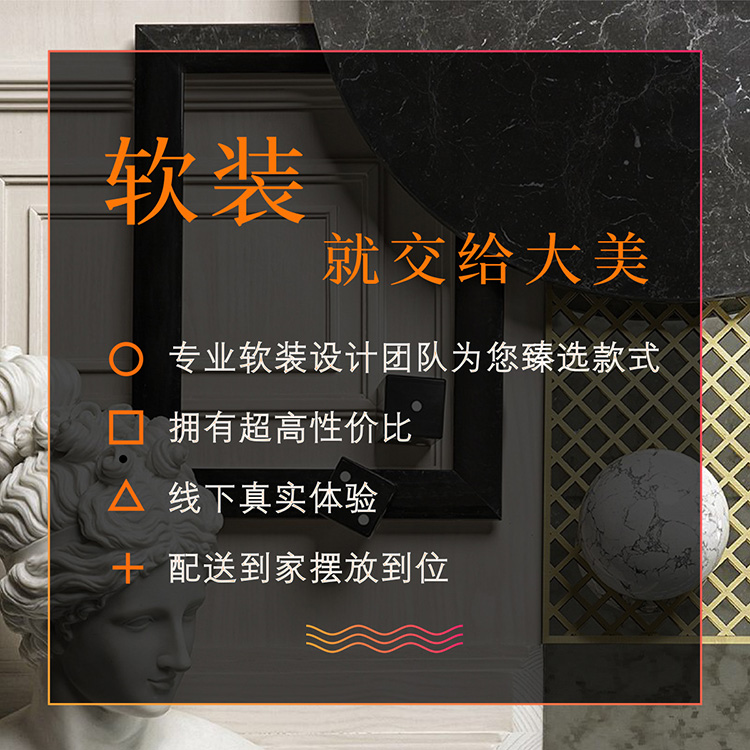 软装
就交给大美
专业软装设计团队为您臻选款式
拥有超高性价比
线下真实体验
配送到家摆放到位